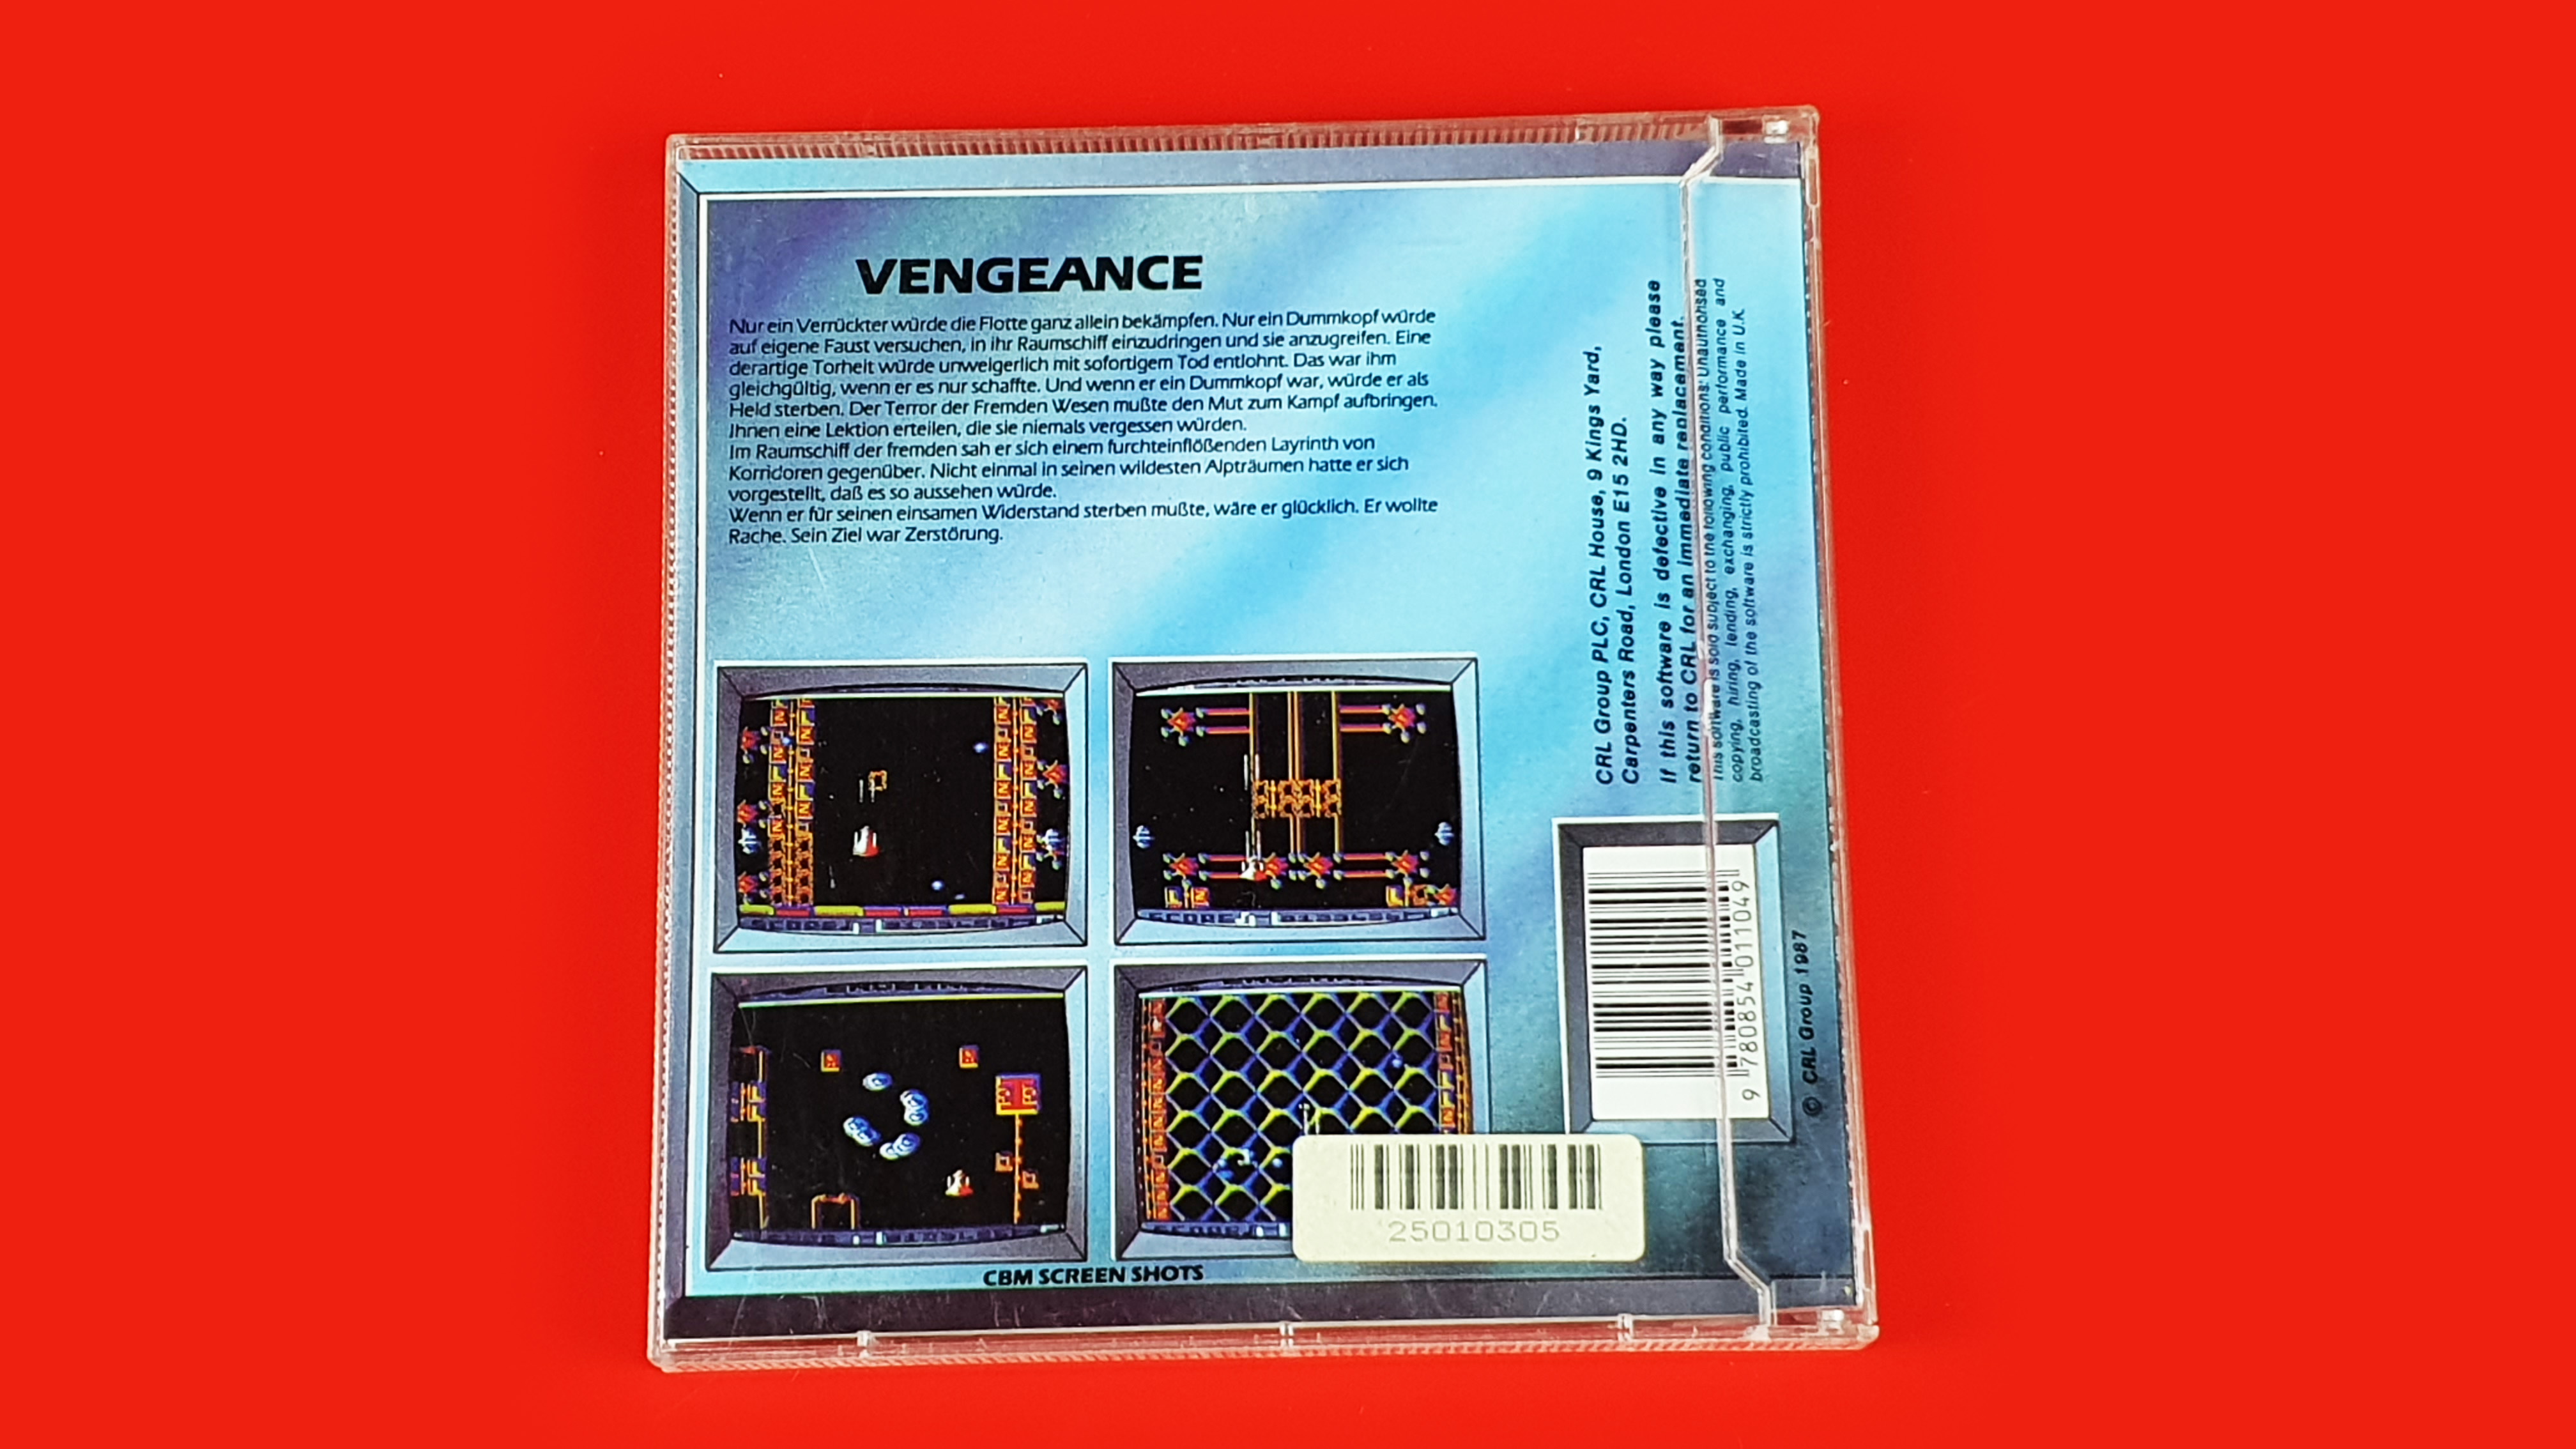 VENGEANCE
Nur ein Verrückter würde die Flotte ganz allein bekämpfen. Nur ein Dummkopf würde
auf eigene Faust versuchen, in ihr Raumschiff einzudringen und sie anzugreifen. Eine
derartige Torheit würde unweigerlich mit sofortigem Tod entlohnt. Das war ihm
gleichgültig, wenn er es nur schaffte. Und wenn er ein Dummkopf war, würde er als
Held sterben. Der Terror der Fremden Wesen mußte den Mut zum Kampf aufbringen.
Ihnen eine Lektion erteilen, die sie niemals vergessen würden.
Im Raumschiff der fremden sah er sich einem furchteinflößenden Layrinth von
Korridoren gegenüber. Nicht einmal in seinen wildesten Alpträumen hatte er sich
vorgestellt, daß es so aussehen würde.
Wenn er für seinen einsamen Widerstand sterben mußte, wäre er glücklich. Er wollte
Rache. Sein Ziel war Zerstörung.
CBM SCREEN SHOTS
25010305
CRL Group PLC, CRL House, 9 Kings Yard,
Carpenters Road, London E15 2HD.
If this software is defective in any way please
return to CRL for an immediate replacement.
This software is sold subject to the following conditions: Unauthorised
copying, hiring, lending, exchanging, public performance and
broadcasting of the software is strictly prohibited. Made in U.K.
9 780854 011049
© CRL Group 1987